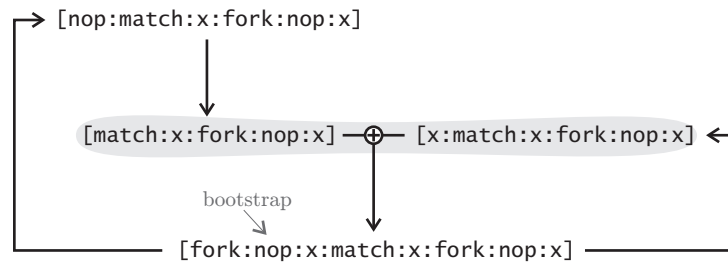 [nop:match:x:fork:nop:x]
[match:x:fork:nop:x] ⊕ [x:match:x:fork:nop:x]
bootstrap
[fork:nop:x:match:x:fork:nop:x]